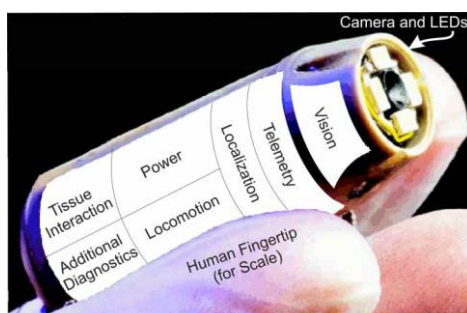 Camera and LEDs
Vision
Telemetry
Localization
Power
Locomotion
Tissue
Interaction
Additional
Diagnostics
Human Fingertip
(for Scale)